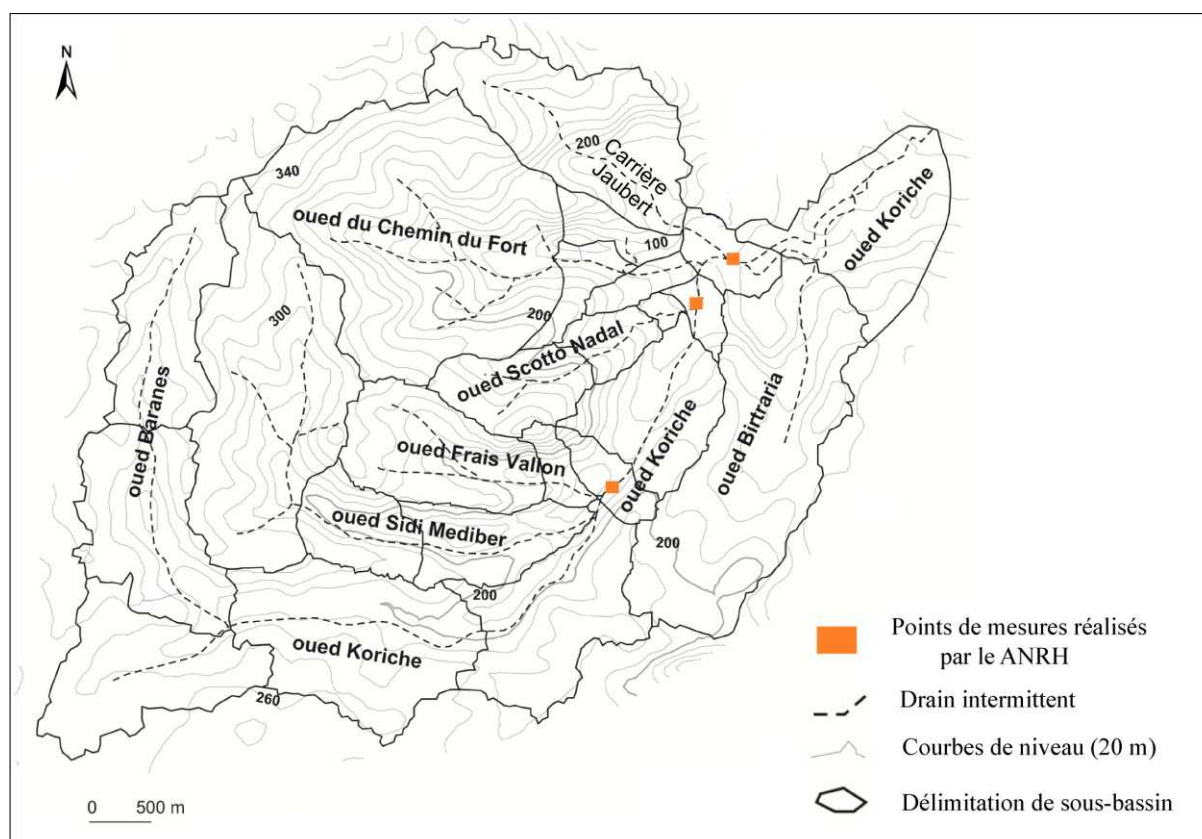 N
200
Carrière
Jaubert
340
oued du Chemin du Fort
oued Koriche
100
300
200
oued Scotto Nadal
oued Baranes
oued Birtraria
oued Frais Vallon
oued Koriche
oued Sidi Mediber
200
200
oued Koriche
260
0 500 m
Points de mesures réalisés
par le ANRH
Drain intermittent
Courbes de niveau (20 m)
Délimitation de sous-bassin